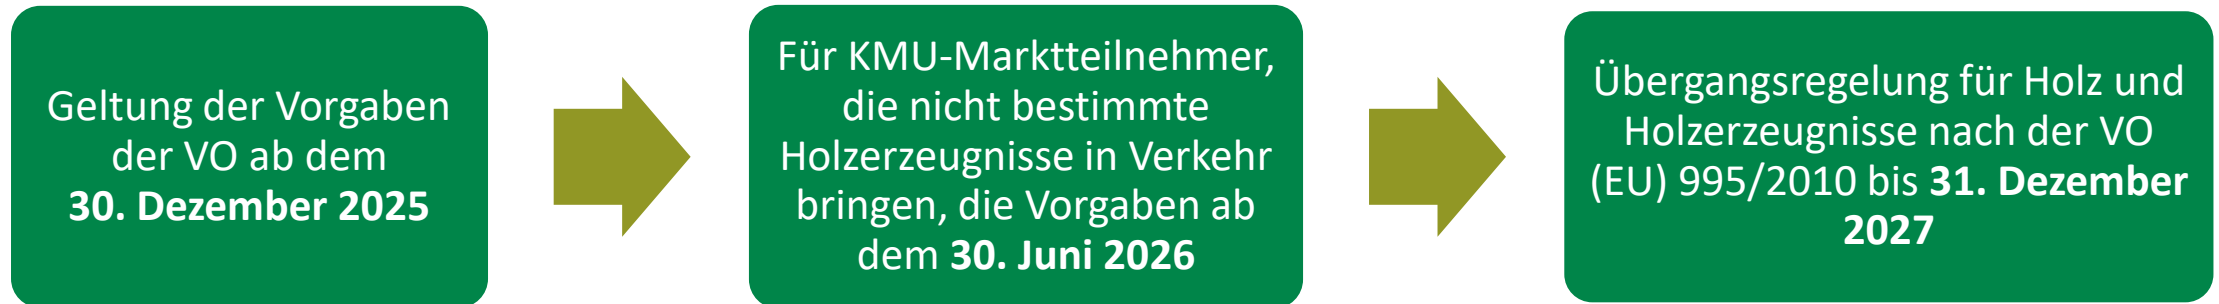 Geltung der Vorgaben
der VO ab dem
30. Dezember 2025
Für KMU-Marktteilnehmer,
die nicht bestimmte
Holzerzeugnisse in Verkehr
bringen, die Vorgaben ab
dem 30. Juni 2026
Übergangsregelung für Holz und
Holzerzeugnisse nach der VO
(EU) 995/2010 bis 31. Dezember
2027